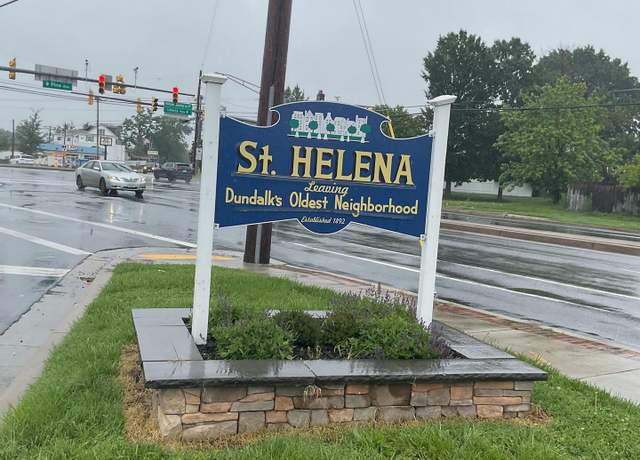 St. HELENA
Leaving
Dundalk's Oldest Neighborhood
Established 1892